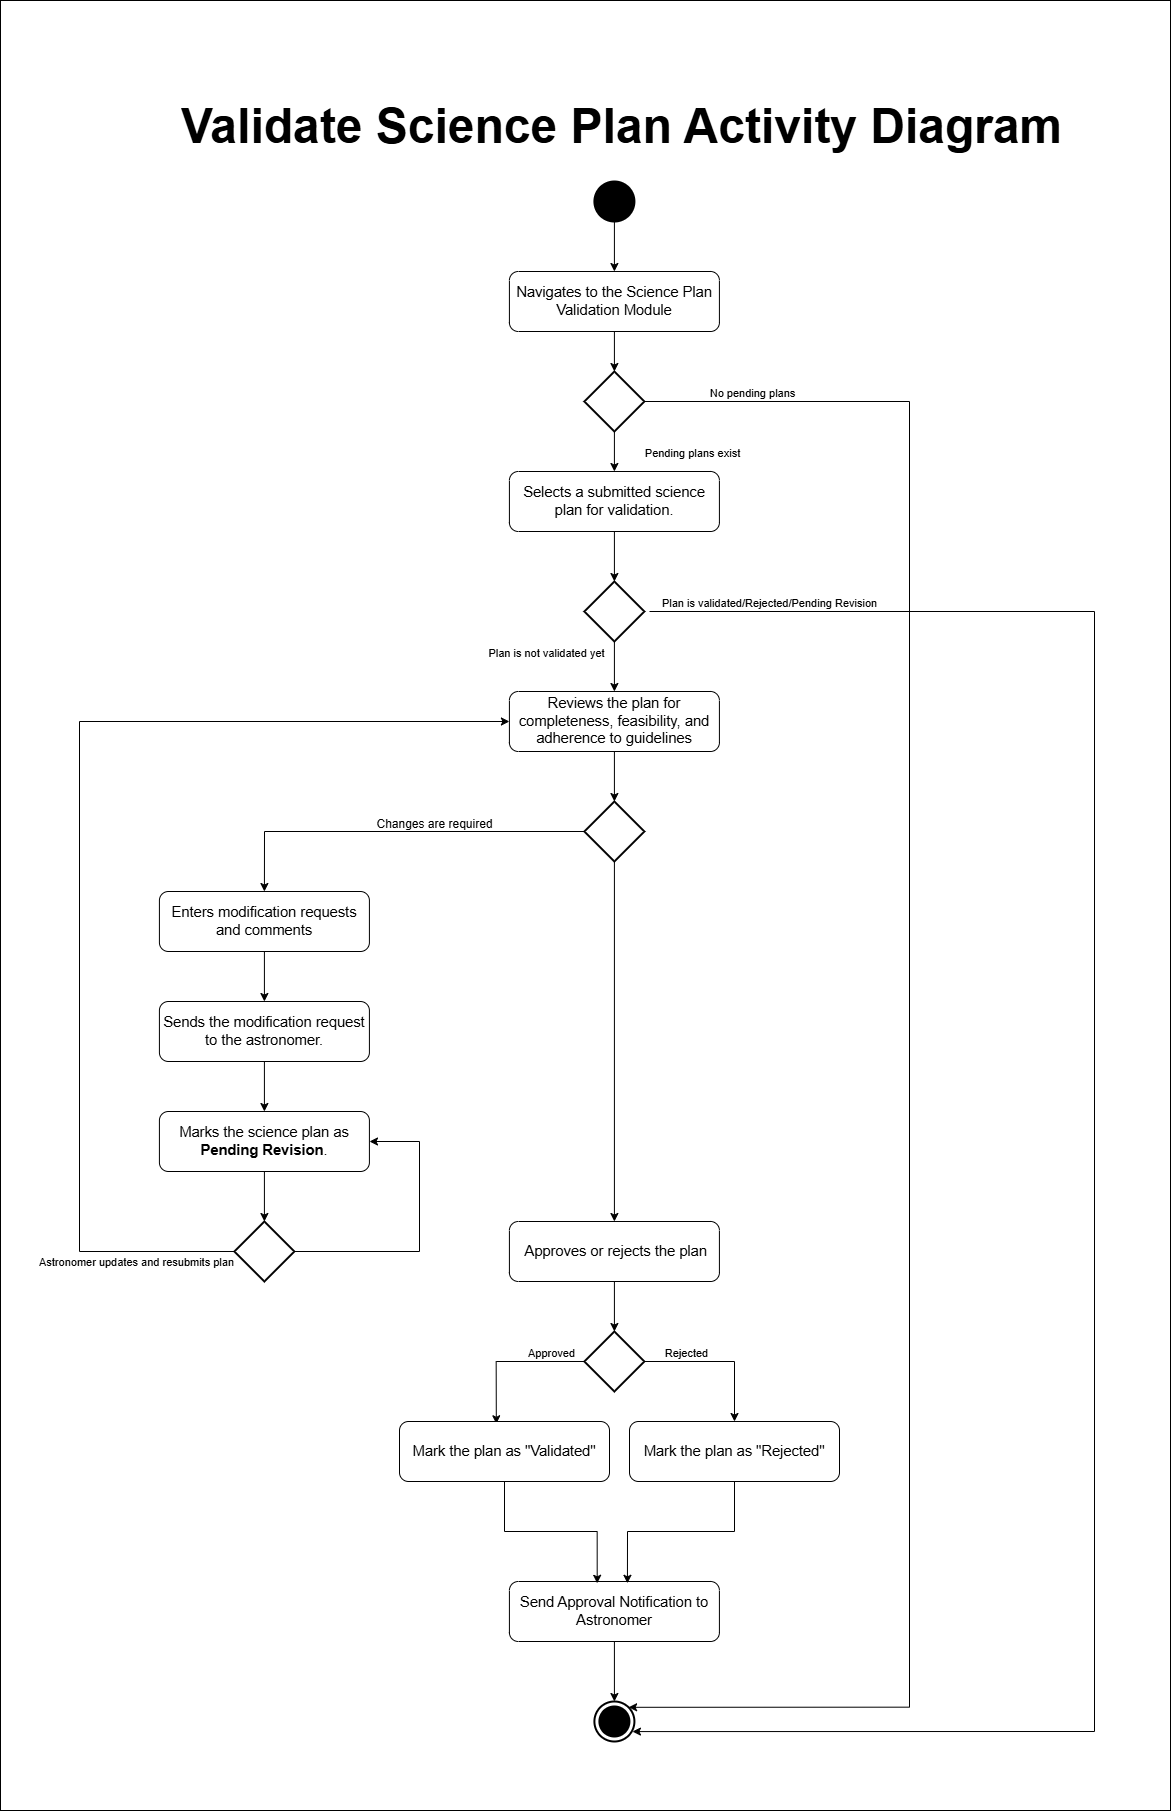 Validate Science Plan Activity Diagram
Navigates to the Science Plan
Validation Module
No pending plans
Pending plans exist
Selects a submitted science
plan for validation.
Plan is validated/Rejected/Pending Revision
Plan is not validated yet
Reviews the plan for
completeness, feasibility, and
adherence to guidelines
Changes are required
Enters modification requests
and comments
Sends the modification request
to the astronomer.
Marks the science plan as
Pending Revision.
Astronomer updates and resubmits plan
Approves or rejects the plan
Approved
Rejected
Mark the plan as "Validated"
Mark the plan as "Rejected"
Send Approval Notification to
Astronomer